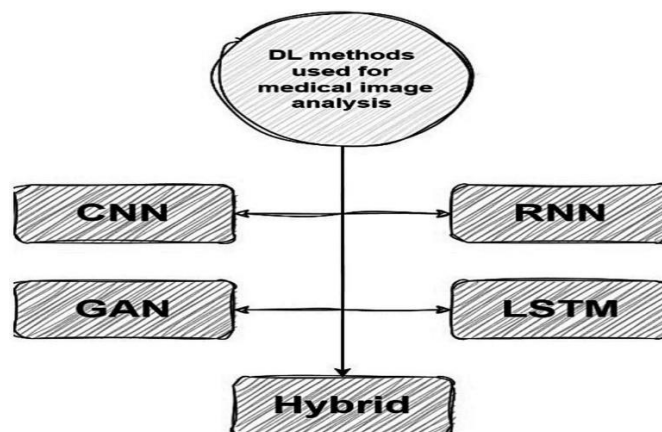 DL methods
used for
medical image
analysis
CNN
RNN
GAN
LSTM
Hybrid